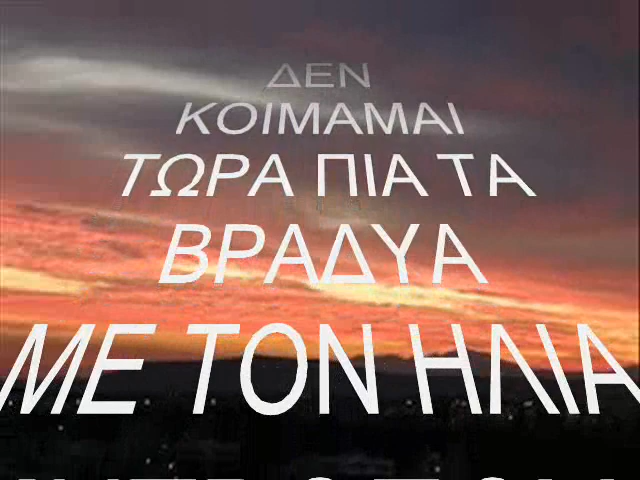 ΔΕΝ
ΚΟΙΜΑΜΑΙ
ΤΩΡΑ ΠΙΑ ΤΑ
ΒΡΑΔΥΑ
ΜΕ ΤΟΝ ΗΛΙΑ